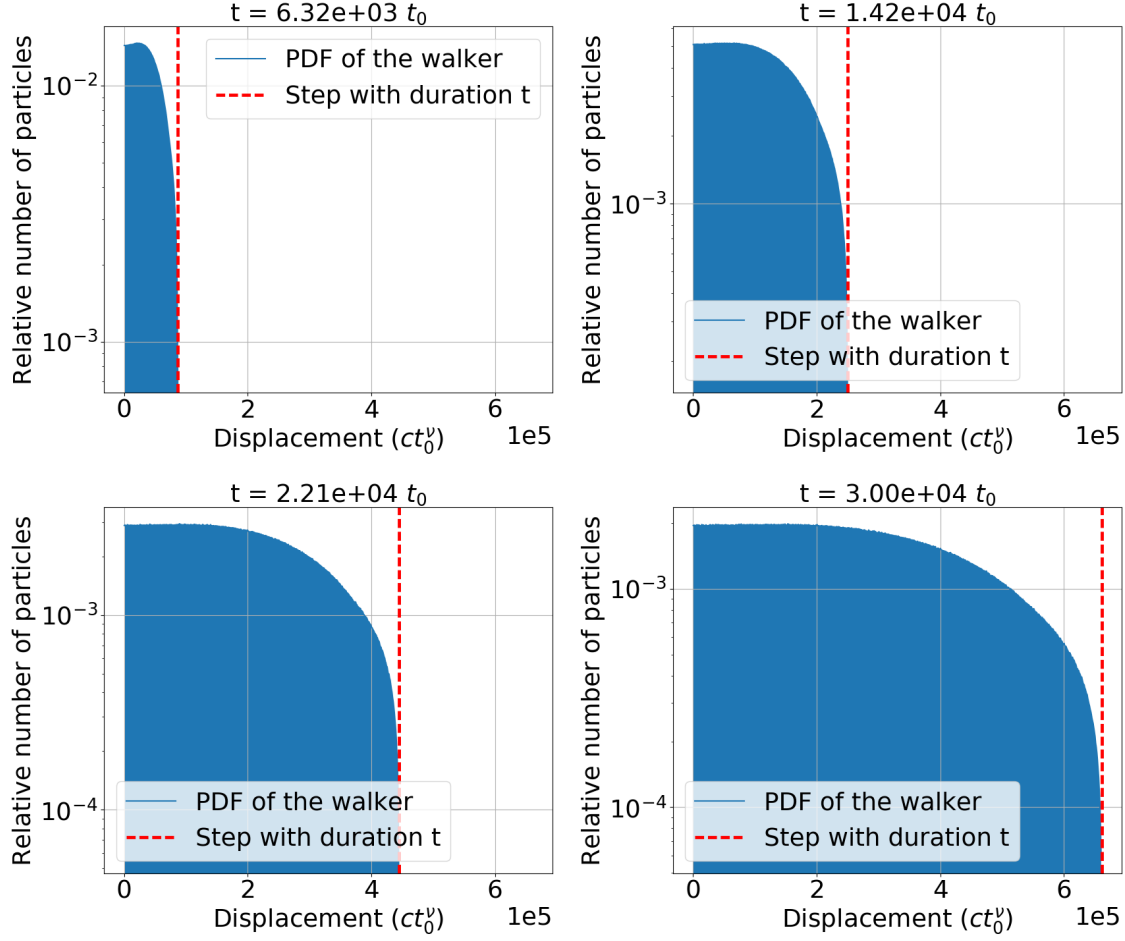 t = 6.32e+03 t₀
Relative number of particles
10⁻²
10⁻³
PDF of the walker
Step with duration t
0 2 4 6
1e5
Displacement (ct₀^ν)
t = 1.42e+04 t₀
Relative number of particles
10⁻³
PDF of the walker
Step with duration t
0 2 4 6
1e5
Displacement (ct₀^ν)
t = 2.21e+04 t₀
Relative number of particles
10⁻³
10⁻⁴
PDF of the walker
Step with duration t
0 2 4 6
1e5
Displacement (ct₀^ν)
t = 3.00e+04 t₀
Relative number of particles
10⁻³
10⁻⁴
PDF of the walker
Step with duration t
0 2 4 6
1e5
Displacement (ct₀^ν)